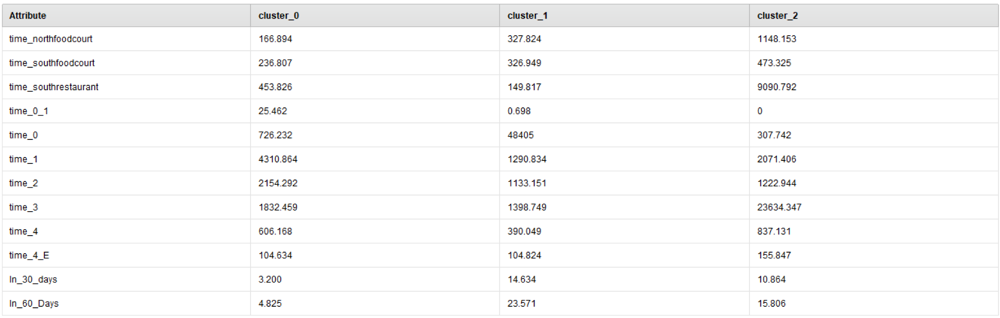 Attribute cluster_0 cluster_1 cluster_2
time_northfoodcourt 166.894 327.824 1148.153
time_southfoodcourt 236.807 326.949 473.325
time_southrestaurant 453.826 149.817 9090.792
time_0_1 25.462 0.698 0
time_0 726.232 48405 307.742
time_1 4310.864 1290.834 2071.406
time_2 2154.292 1133.151 1222.944
time_3 1832.459 1398.749 23634.347
time_4 606.168 390.049 837.131
time_4_E 104.634 104.824 155.847
In_30_days 3.200 14.634 10.864
In_60_Days 4.825 23.571 15.806